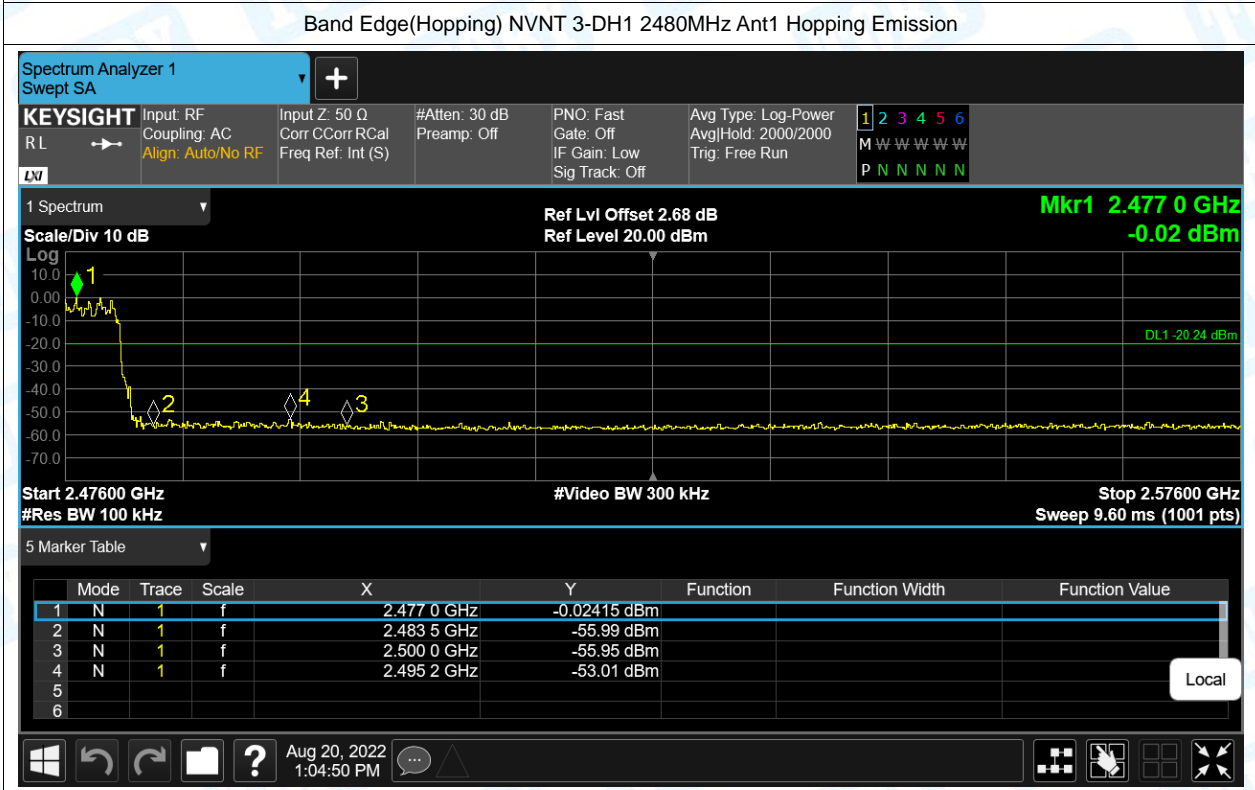 Band Edge(Hopping) NVNT 3-DH1 2480MHz Ant1 Hopping Emission
Spectrum Analyzer 1
Swept SA
KEYSIGHT
R L
LXI
Input: RF
Coupling: AC
Align: Auto/No RF
Input Z: 50 Ω
Corr CCorr RCal
Freq Ref: Int (S)
#Atten: 30 dB
Preamp: Off
PNO: Fast
Gate: Off
IF Gain: Low
Sig Track: Off
Avg Type: Log-Power
Avg|Hold: 2000/2000
Trig: Free Run
1 2 3 4 5 6
M W W W W W
P N N N N N
1 Spectrum
Scale/Div 10 dB
Ref Lvl Offset 2.68 dB
Ref Level 20.00 dBm
Mkr1 2.477 0 GHz
-0.02 dBm
Log
10.0
0.00
-10.0
-20.0
-30.0
-40.0
-50.0
-60.0
-70.0
1
2
4
3
DL1 -20.24 dBm
Start 2.47600 GHz
#Res BW 100 kHz
#Video BW 300 kHz
Stop 2.57600 GHz
Sweep 9.60 ms (1001 pts)
5 Marker Table
Mode Trace Scale X Y Function Function Width Function Value
1 N 1 f 2.477 0 GHz -0.02415 dBm
2 N 1 f 2.483 5 GHz -55.99 dBm
3 N 1 f 2.500 0 GHz -55.95 dBm
4 N 1 f 2.495 2 GHz -53.01 dBm
5
6
Local
?
Aug 20, 2022
1:04:50 PM